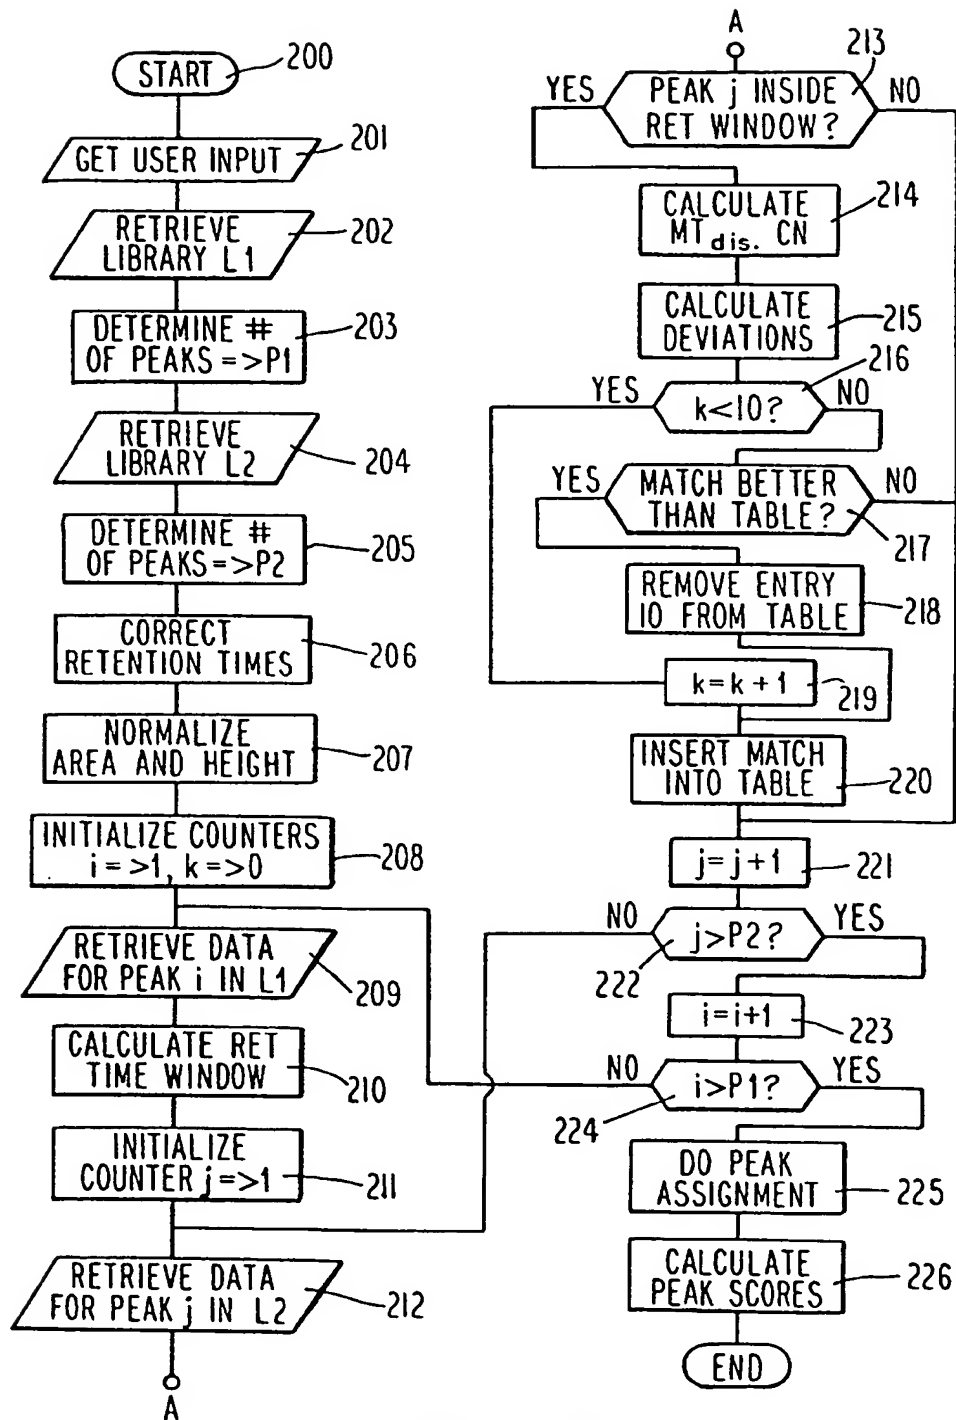 START
200
GET USER INPUT
201
RETRIEVE
LIBRARY L1
202
DETERMINE #
OF PEAKS =>P1
203
RETRIEVE
LIBRARY L2
204
DETERMINE #
OF PEAKS =>P2
205
CORRECT
RETENTION TIMES
206
NORMALIZE
AREA AND HEIGHT
207
INITIALIZE COUNTERS
i =>1, k =>0
208
RETRIEVE DATA
FOR PEAK i IN L1
209
CALCULATE RET
TIME WINDOW
210
INITIALIZE
COUNTER j =>1
211
RETRIEVE DATA
FOR PEAK j IN L2
212
A
A
213
YES
PEAK j INSIDE
RET WINDOW?
NO
CALCULATE
MT dis. CN
214
CALCULATE
DEVIATIONS
215
216
YES
k<10?
NO
YES
MATCH BETTER
THAN TABLE?
NO
217
REMOVE ENTRY
10 FROM TABLE
218
k=k+1
219
INSERT MATCH
INTO TABLE
220
j=j+1
221
NO
j>P2?
YES
222
i=i+1
223
NO
i>P1?
YES
224
DO PEAK
ASSIGNMENT
225
CALCULATE
PEAK SCORES
226
END